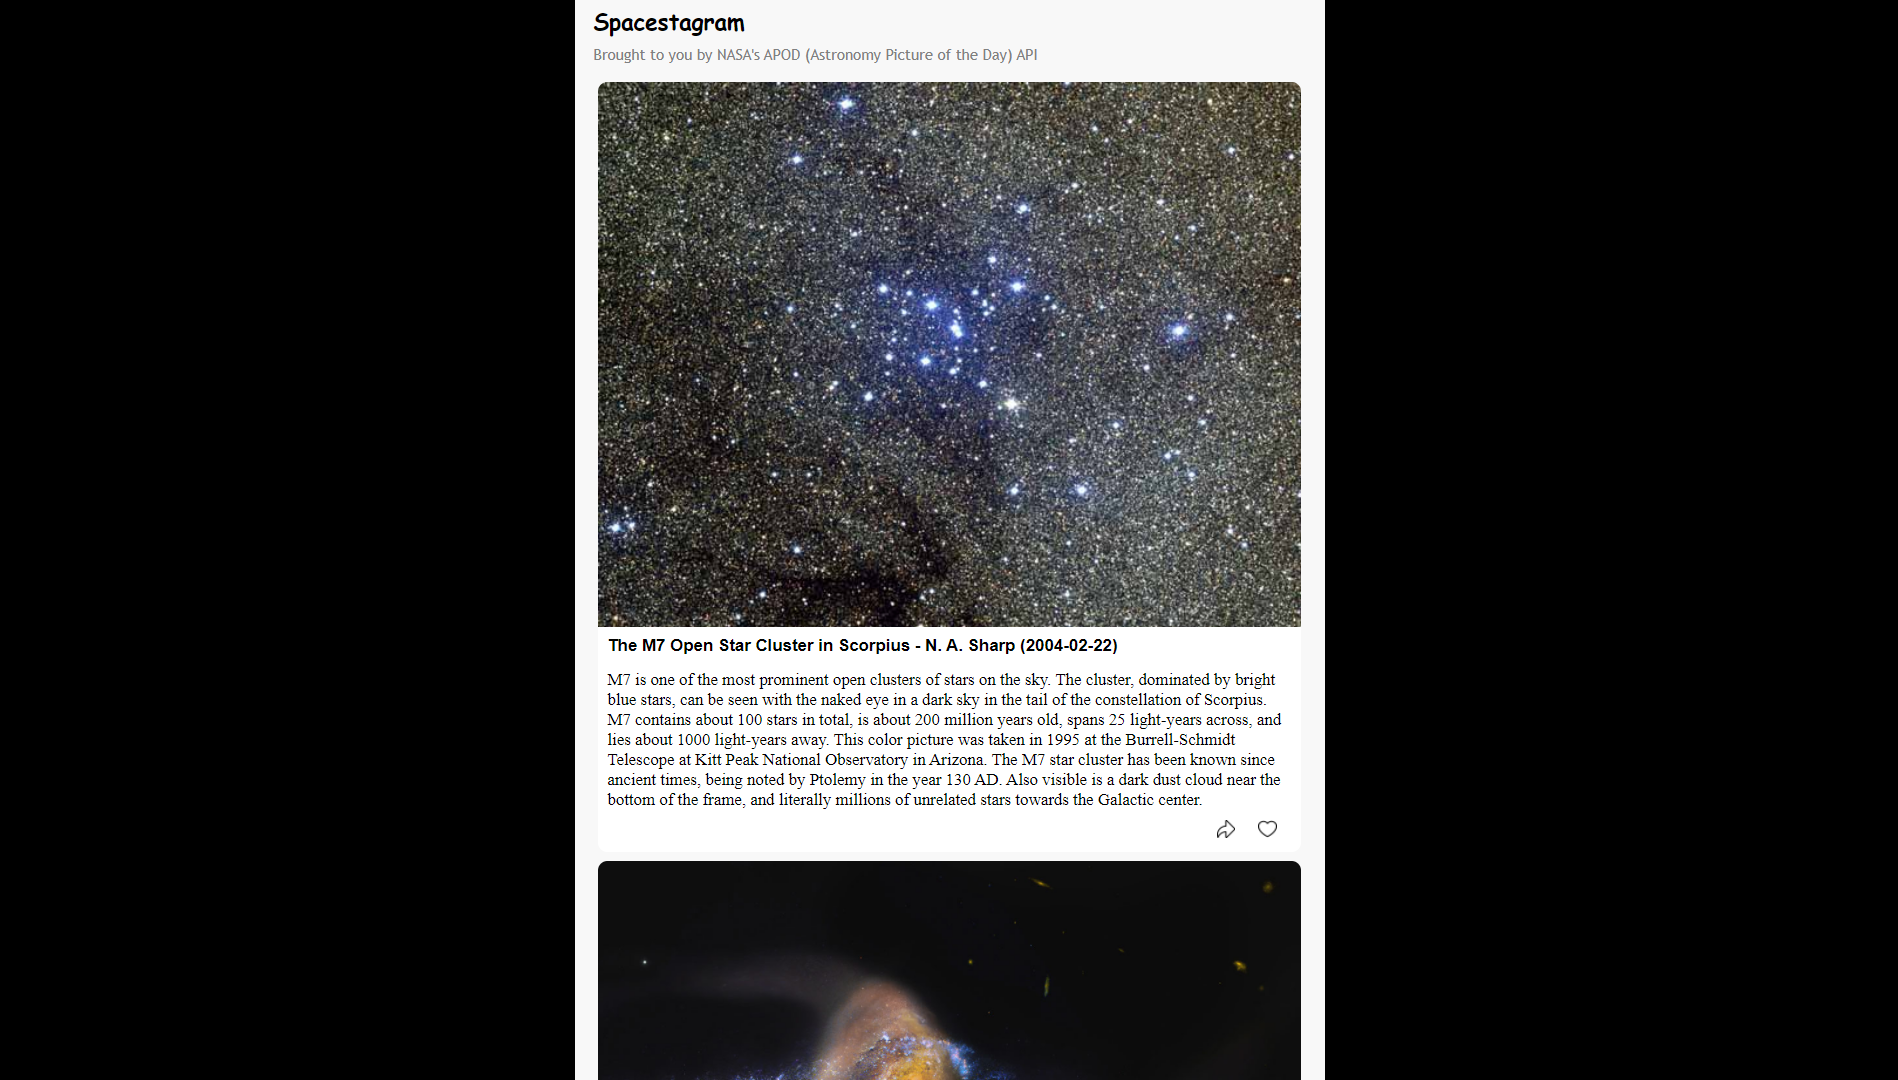 Spacestagram
Brought to you by NASA's APOD (Astronomy Picture of the Day) API
The M7 Open Star Cluster in Scorpius - N. A. Sharp (2004-02-22)
M7 is one of the most prominent open clusters of stars on the sky. The cluster, dominated by bright
blue stars, can be seen with the naked eye in a dark sky in the tail of the constellation of Scorpius.
M7 contains about 100 stars in total, is about 200 million years old, spans 25 light-years across, and
lies about 1000 light-years away. This color picture was taken in 1995 at the Burrell-Schmidt
Telescope at Kitt Peak National Observatory in Arizona. The M7 star cluster has been known since
ancient times, being noted by Ptolemy in the year 130 AD. Also visible is a dark dust cloud near the
bottom of the frame, and literally millions of unrelated stars towards the Galactic center.